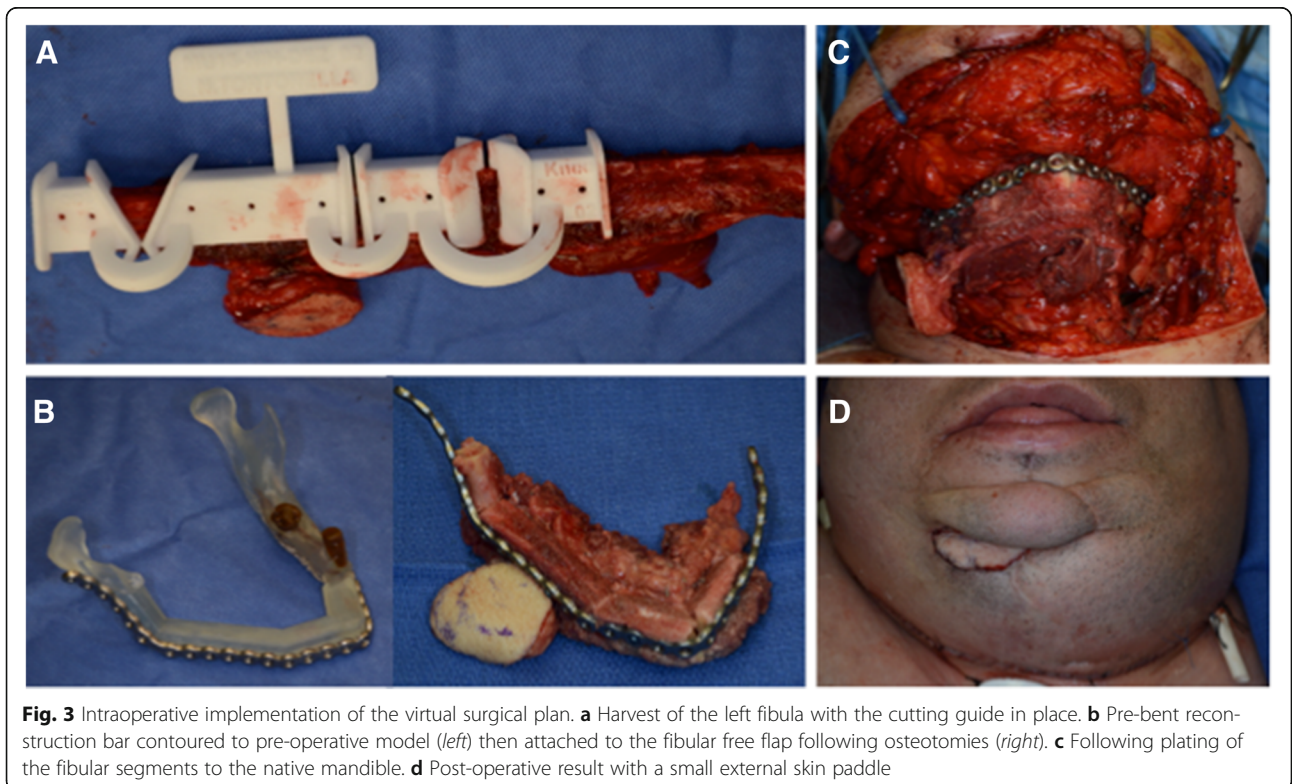 A
C
Knee
B
D
Fig. 3 Intraoperative implementation of the virtual surgical plan. a Harvest of the left fibula with the cutting guide in place. b Pre-bent recon-
struction bar contoured to pre-operative model (left) then attached to the fibular free flap following osteotomies (right). c Following plating of
the fibular segments to the native mandible. d Post-operative result with a small external skin paddle